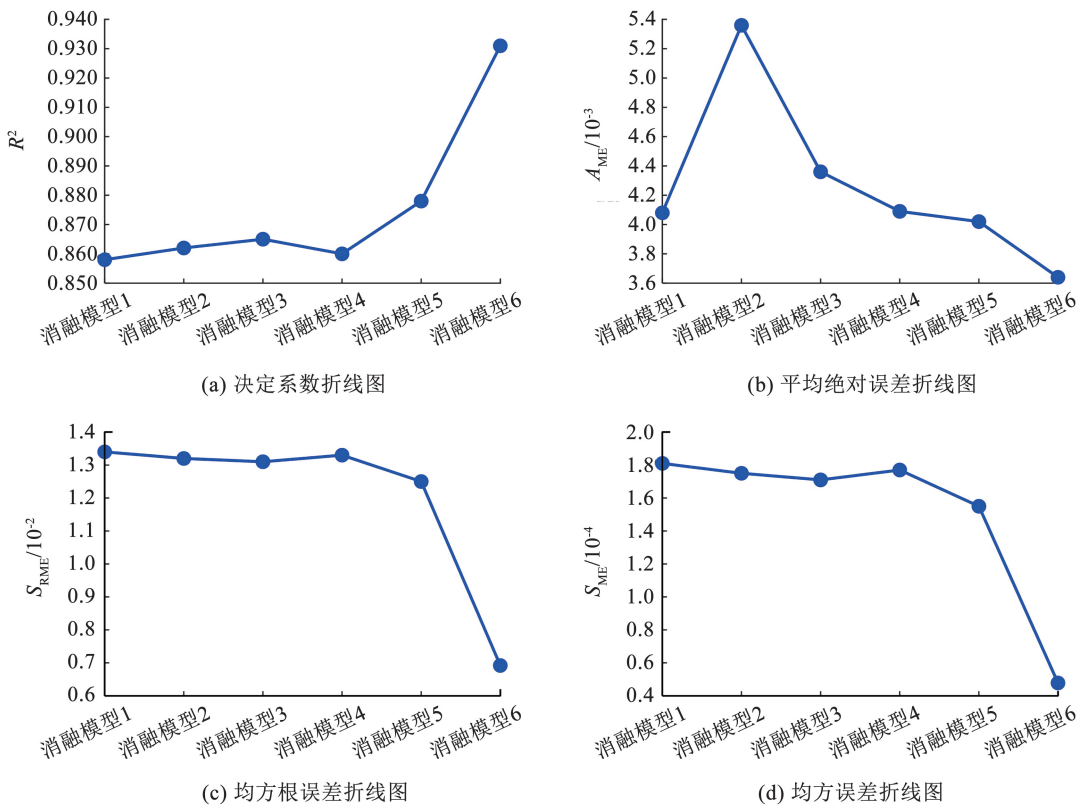 0.940
0.930
0.920
0.910
0.900
0.890
0.880
0.870
0.860
0.850
R²
消融模型1
消融模型2
消融模型3
消融模型4
消融模型5
消融模型6
(a) 决定系数折线图
5.4
5.2
5.0
4.8
4.6
4.4
4.2
4.0
3.8
3.6
A_ME/10⁻³
消融模型1
消融模型2
消融模型3
消融模型4
消融模型5
消融模型6
(b) 平均绝对误差折线图
1.4
1.3
1.2
1.1
1.0
0.9
0.8
0.7
0.6
S_RME/10⁻²
消融模型1
消融模型2
消融模型3
消融模型4
消融模型5
消融模型6
(c) 均方根误差折线图
2.0
1.8
1.6
1.4
1.2
1.0
0.8
0.6
0.4
S_ME/10⁻⁴
消融模型1
消融模型2
消融模型3
消融模型4
消融模型5
消融模型6
(d) 均方误差折线图